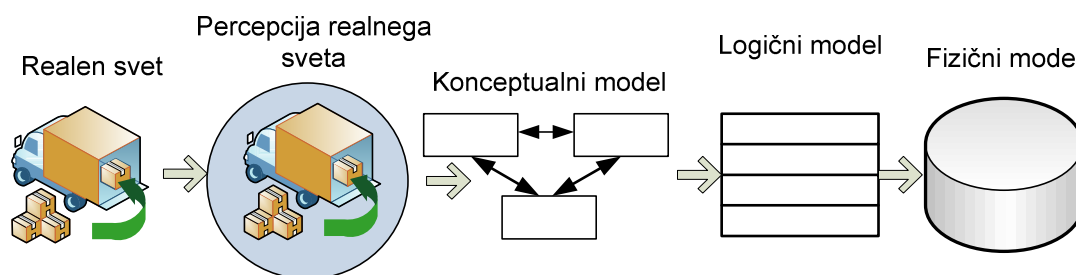 Realen svet
Percepcija realnega
sveta
Konceptualni model
Logični model
Fizični mode